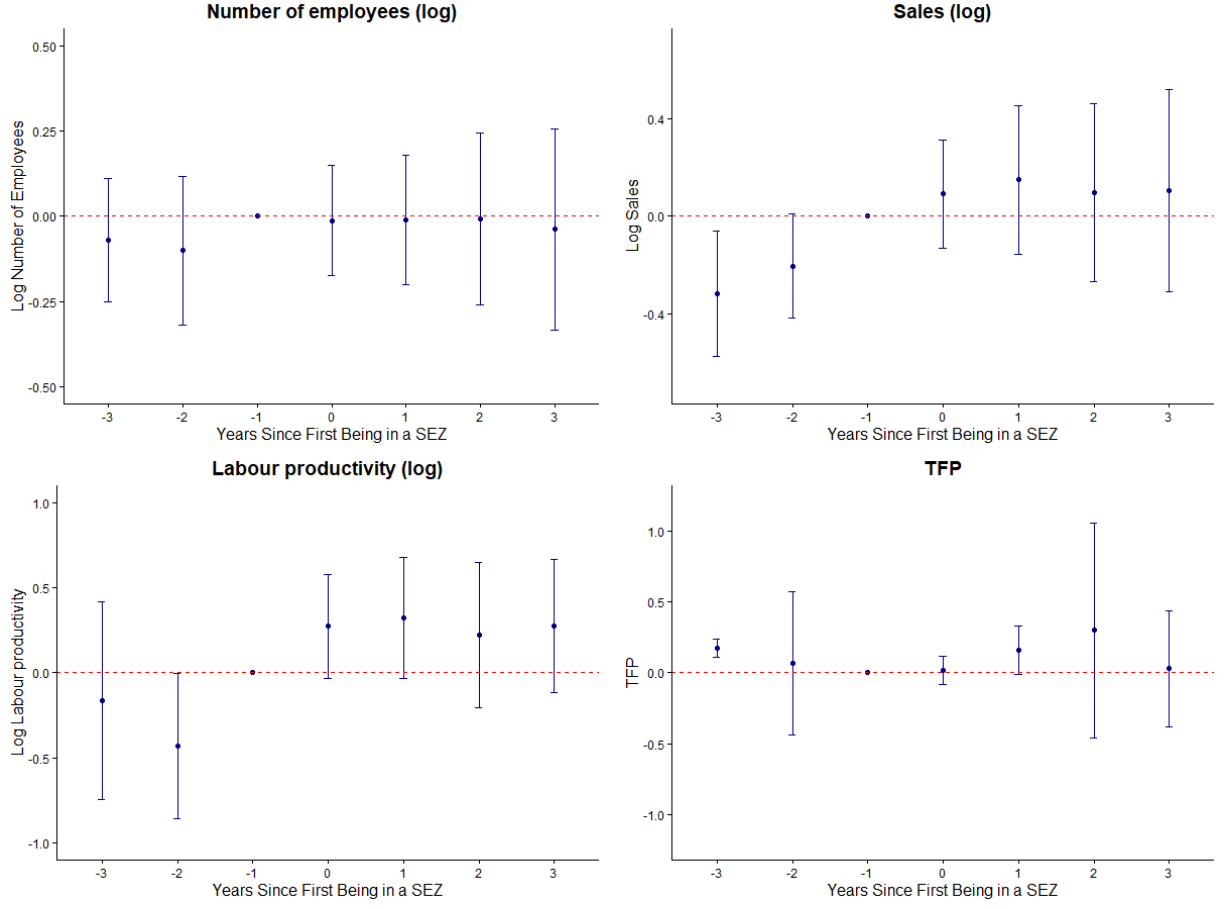 Number of employees (log)
0.50
0.25
0.00
-0.25
-0.50
Log Number of Employees
-3 -2 -1 0 1 2 3
Years Since First Being in a SEZ
Sales (log)
0.4
0.0
-0.4
Log Sales
-3 -2 -1 0 1 2 3
Years Since First Being in a SEZ
Labour productivity (log)
1.0
0.5
0.0
-0.5
-1.0
Log Labour productivity
-3 -2 -1 0 1 2 3
Years Since First Being in a SEZ
TFP
1.0
0.5
0.0
-0.5
-1.0
TFP
-3 -2 -1 0 1 2 3
Years Since First Being in a SEZ